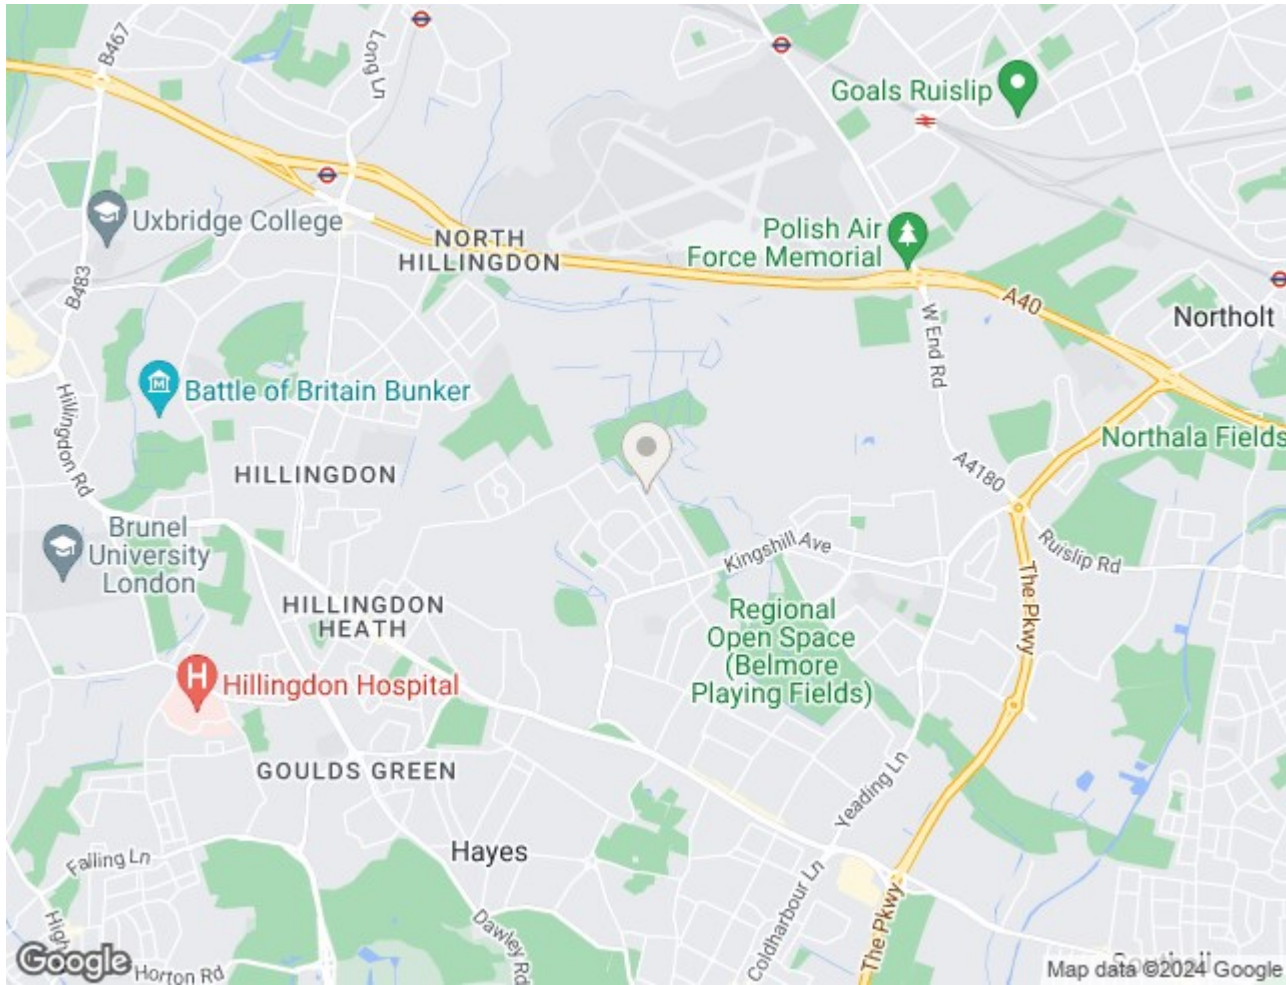 B467
Long Ln
Goals Ruislip
Uxbridge College
NORTH
HILLINGDON
Polish Air
Force Memorial
B483
A40
Northolt
W End Rd
Battle of Britain Bunker
Hillingdon Rd
HILLINGDON
Northala Fields
A4180
Brunel
University
London
Kingshill Ave
Ruislip Rd
HILLINGDON
HEATH
The Pkwy
Regional
Open Space
(Belmore
Playing Fields)
H
Hillingdon Hospital
GOULDS GREEN
Yeading Ln
Hayes
Falling Ln
Coldharbour Ln
The Pkwy
Dawley Rd
High
Horton Rd
Southall
Google
Map data ©2024 Google